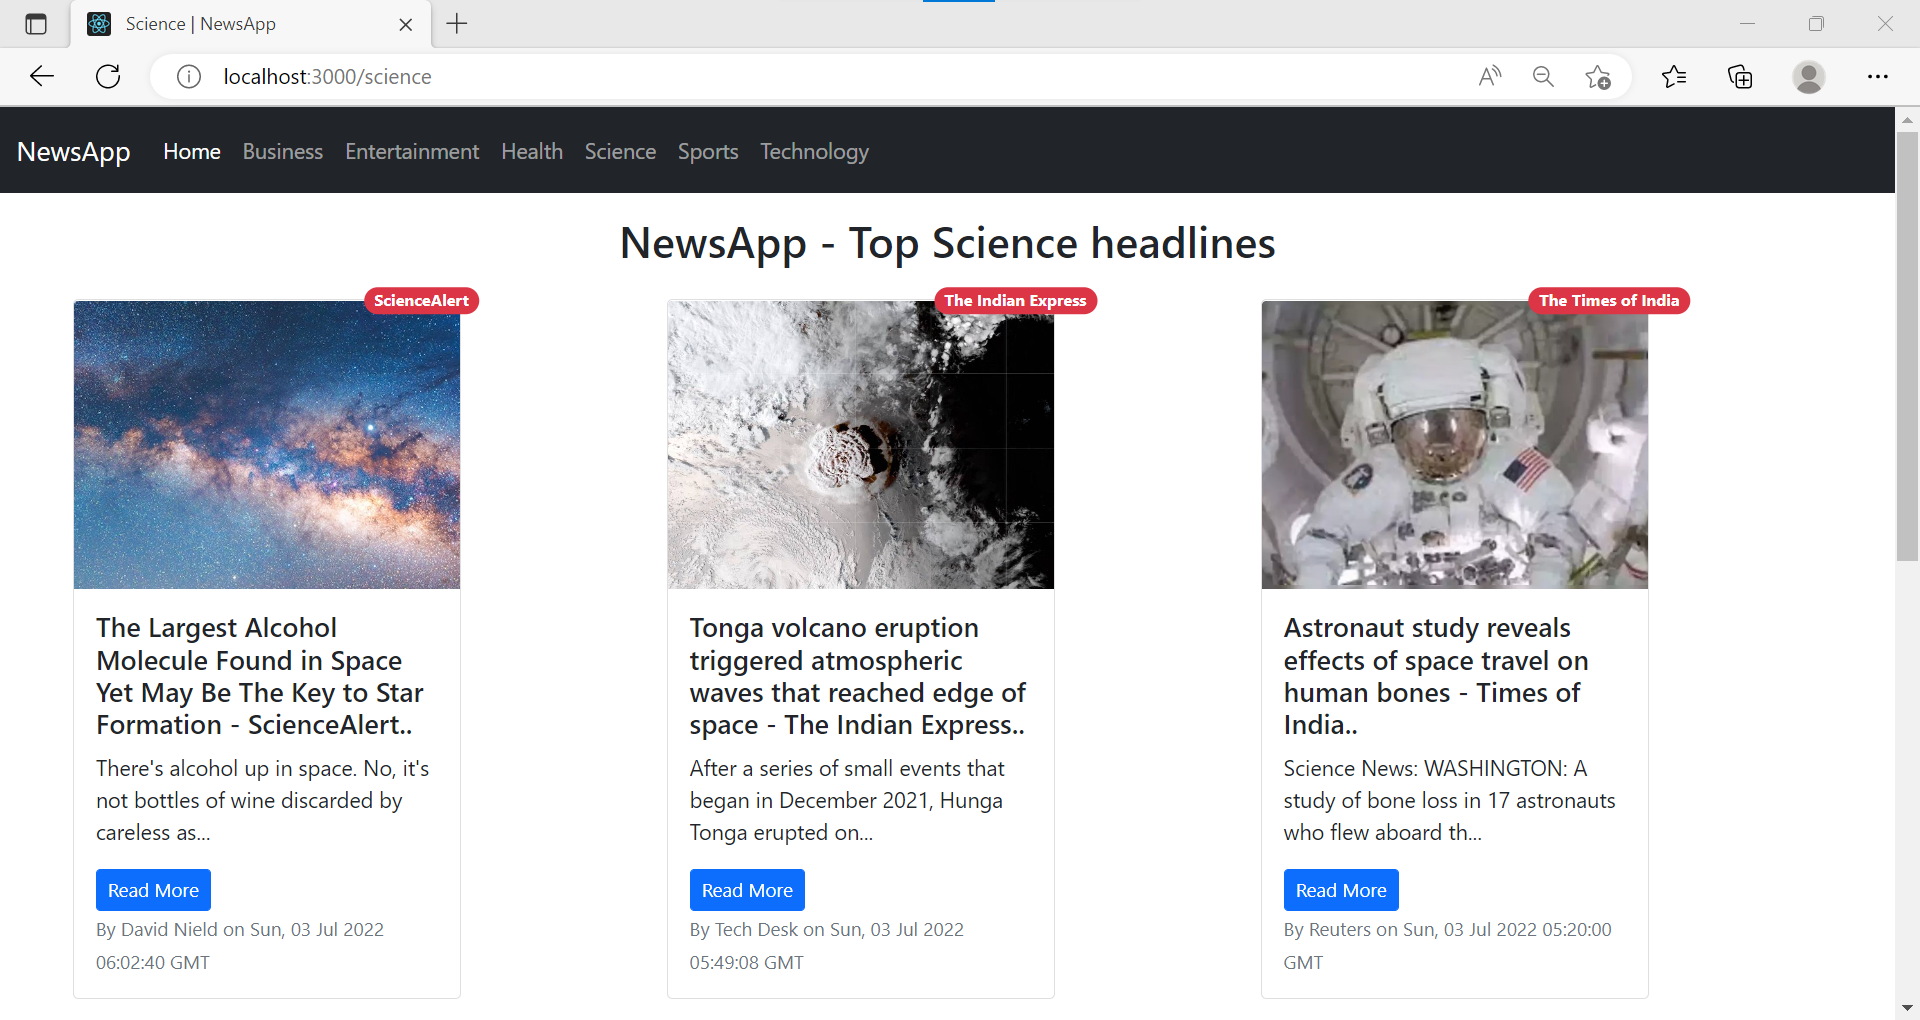 Science | NewsApp
localhost:3000/science
NewsApp Home Business Entertainment Health Science Sports Technology
NewsApp - Top Science headlines
ScienceAlert
The Largest Alcohol
Molecule Found in Space
Yet May Be The Key to Star
Formation - ScienceAlert..
There's alcohol up in space. No, it's
not bottles of wine discarded by
careless as...
Read More
By David Nield on Sun, 03 Jul 2022
06:02:40 GMT
The Indian Express
Tonga volcano eruption
triggered atmospheric
waves that reached edge of
space - The Indian Express..
After a series of small events that
began in December 2021, Hunga
Tonga erupted on...
Read More
By Tech Desk on Sun, 03 Jul 2022
05:49:08 GMT
The Times of India
Astronaut study reveals
effects of space travel on
human bones - Times of
India..
Science News: WASHINGTON: A
study of bone loss in 17 astronauts
who flew aboard th...
Read More
By Reuters on Sun, 03 Jul 2022 05:20:00
GMT